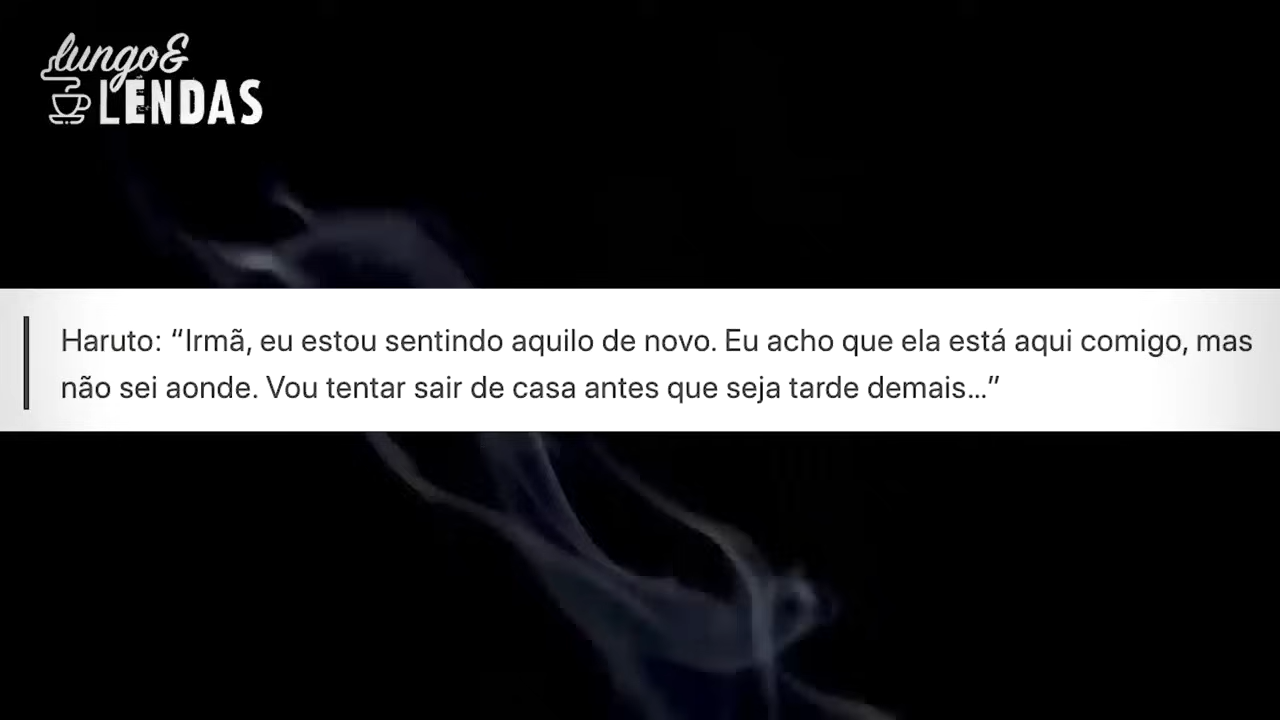 lungo&
LENDAS
Haruto: “Irmã, eu estou sentindo aquilo de novo. Eu acho que ela está aqui comigo, mas
não sei aonde. Vou tentar sair de casa antes que seja tarde demais…”